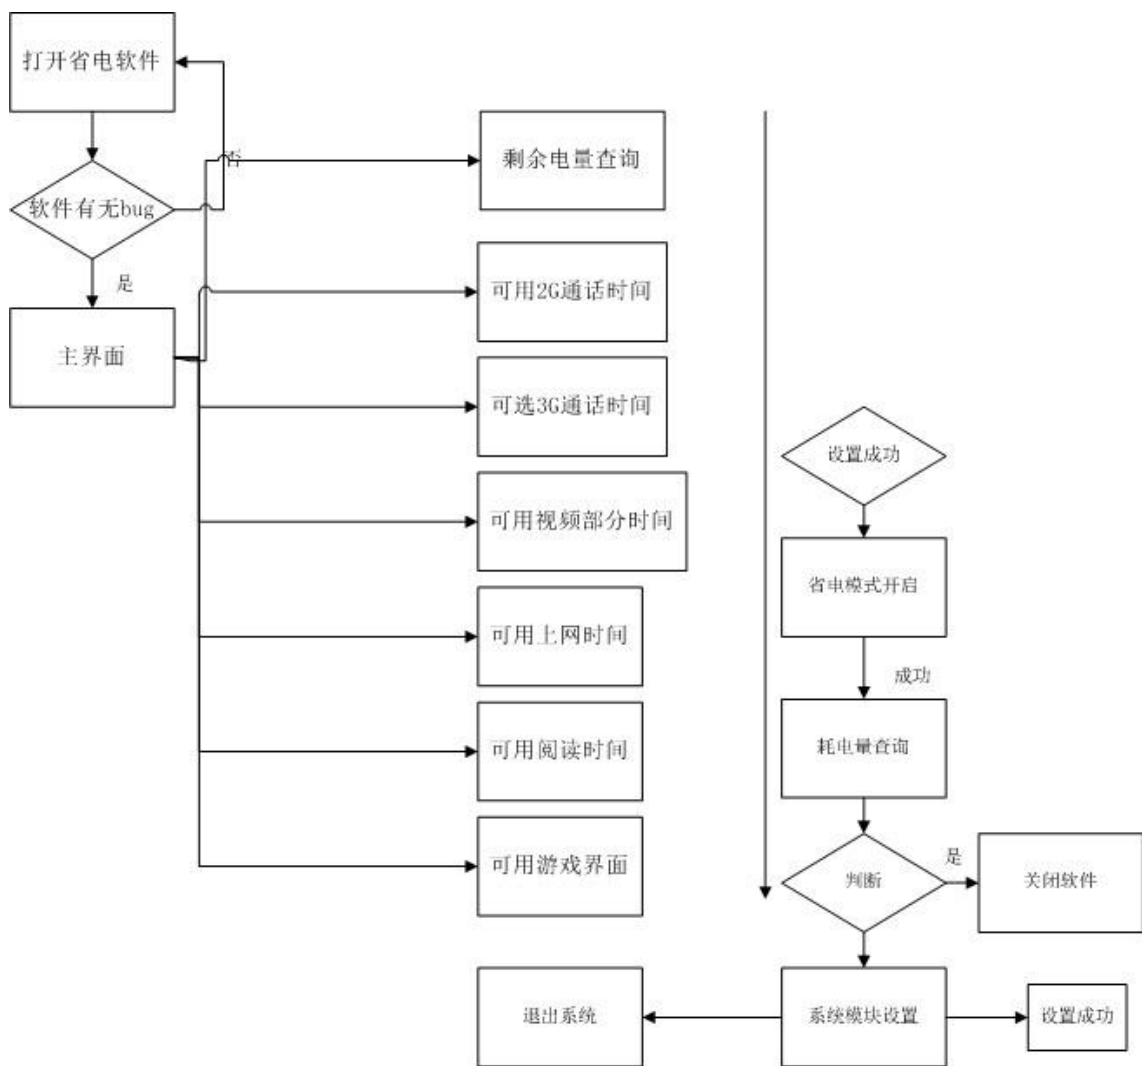 打开省电软件
否
剩余电量查询
软件有无bug
是
可用2G通话时间
主界面
可选3G通话时间
设置成功
可用视频部分时间
省电模式开启
可用上网时间
成功
可用阅读时间
耗电量查询
可用游戏界面
判断
是
关闭软件
退出系统
系统模块设置
设置成功